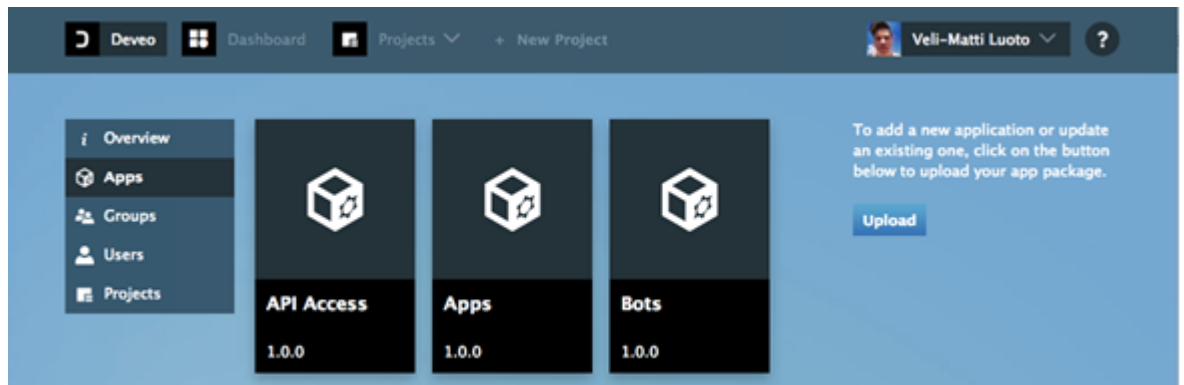 Deveo Dashboard Projects + New Project Veli-Matti Luoto ?
i Overview
Apps
Groups
Users
Projects
API Access
1.0.0
Apps
1.0.0
Bots
1.0.0
To add a new application or update
an existing one, click on the button
below to upload your app package.
Upload